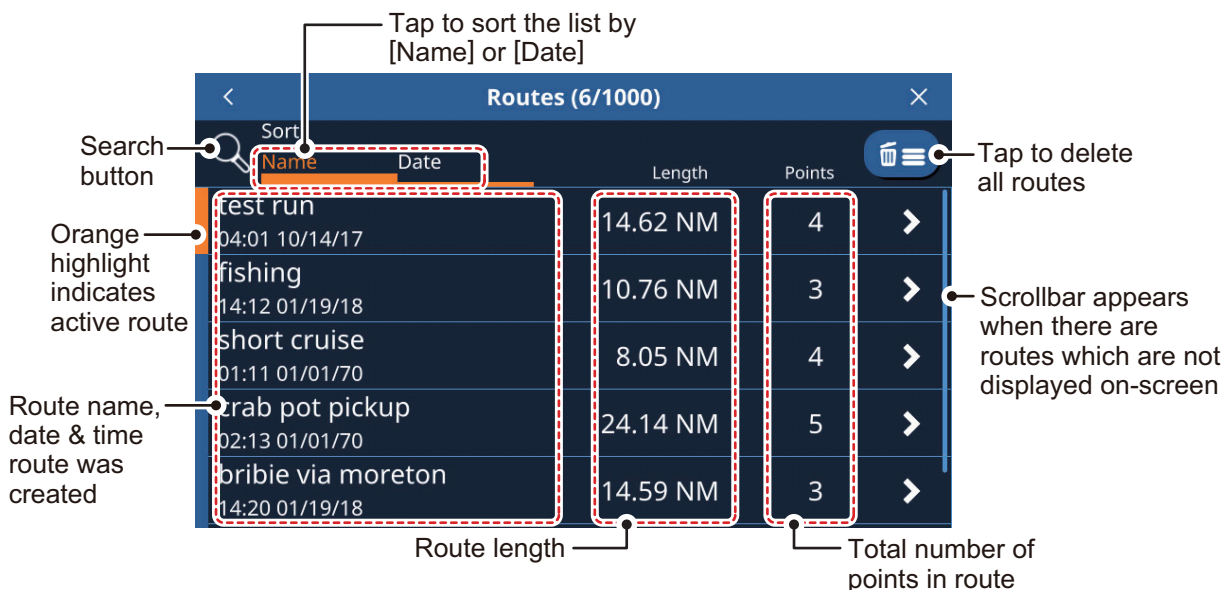 Tap to sort the list by
[Name] or [Date]
Routes (6/1000)
Search
button
Sort
Name Date
Length Points
Tap to delete
all routes
Orange
highlight
indicates
active route
test run
04:01 10/14/17
14.62 NM 4
fishing
14:12 01/19/18
10.76 NM 3
Scrollbar appears
when there are
routes which are not
displayed on-screen
short cruise
01:11 01/01/70
8.05 NM 4
Route name,
date & time
route was
created
crab pot pickup
02:13 01/01/70
24.14 NM 5
bribie via moreton
14:20 01/19/18
14.59 NM 3
Route length
Total number of
points in route